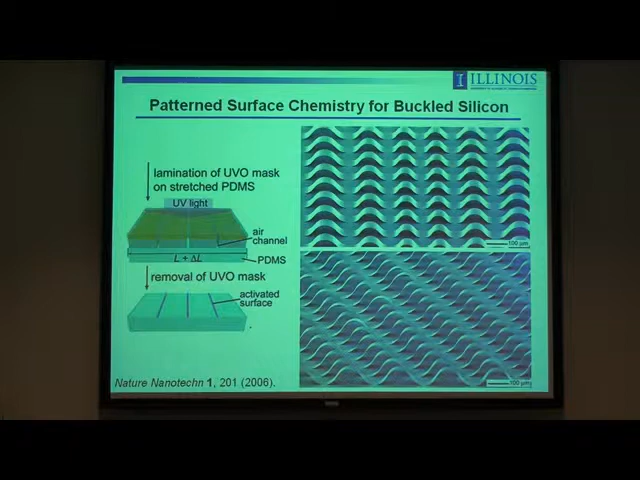 ILLINOIS
Patterned Surface Chemistry for Buckled Silicon
lamination of UVO mask
on stretched PDMS
UV light
air
channel
L + ΔL
PDMS
removal of UVO mask
activated
surface
Nature Nanotechn 1, 201 (2006).
100 µm
100 µm